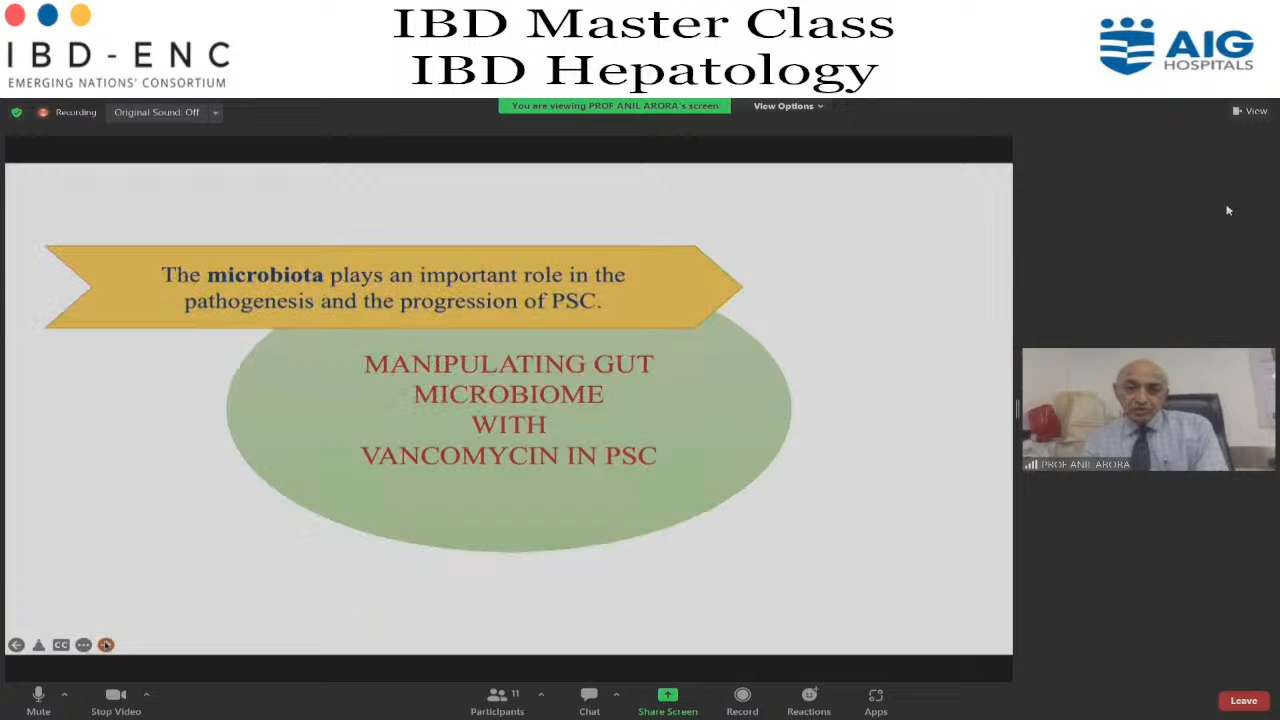 IBD Master Class
IBD Hepatology
IBD-ENC
EMERGING NATIONS' CONSORTIUM
AIG
HOSPITALS
Recording
Original Sound: Off
You are viewing PROF ANIL ARORA's screen
View Options
View
The microbiota plays an important role in the
pathogenesis and the progression of PSC.
MANIPULATING GUT
MICROBIOME
WITH
VANCOMYCIN IN PSC
PROF ANIL ARORA
CC
Mute
Stop Video
11
Participants
Chat
Share Screen
Record
Reactions
Apps
Leave